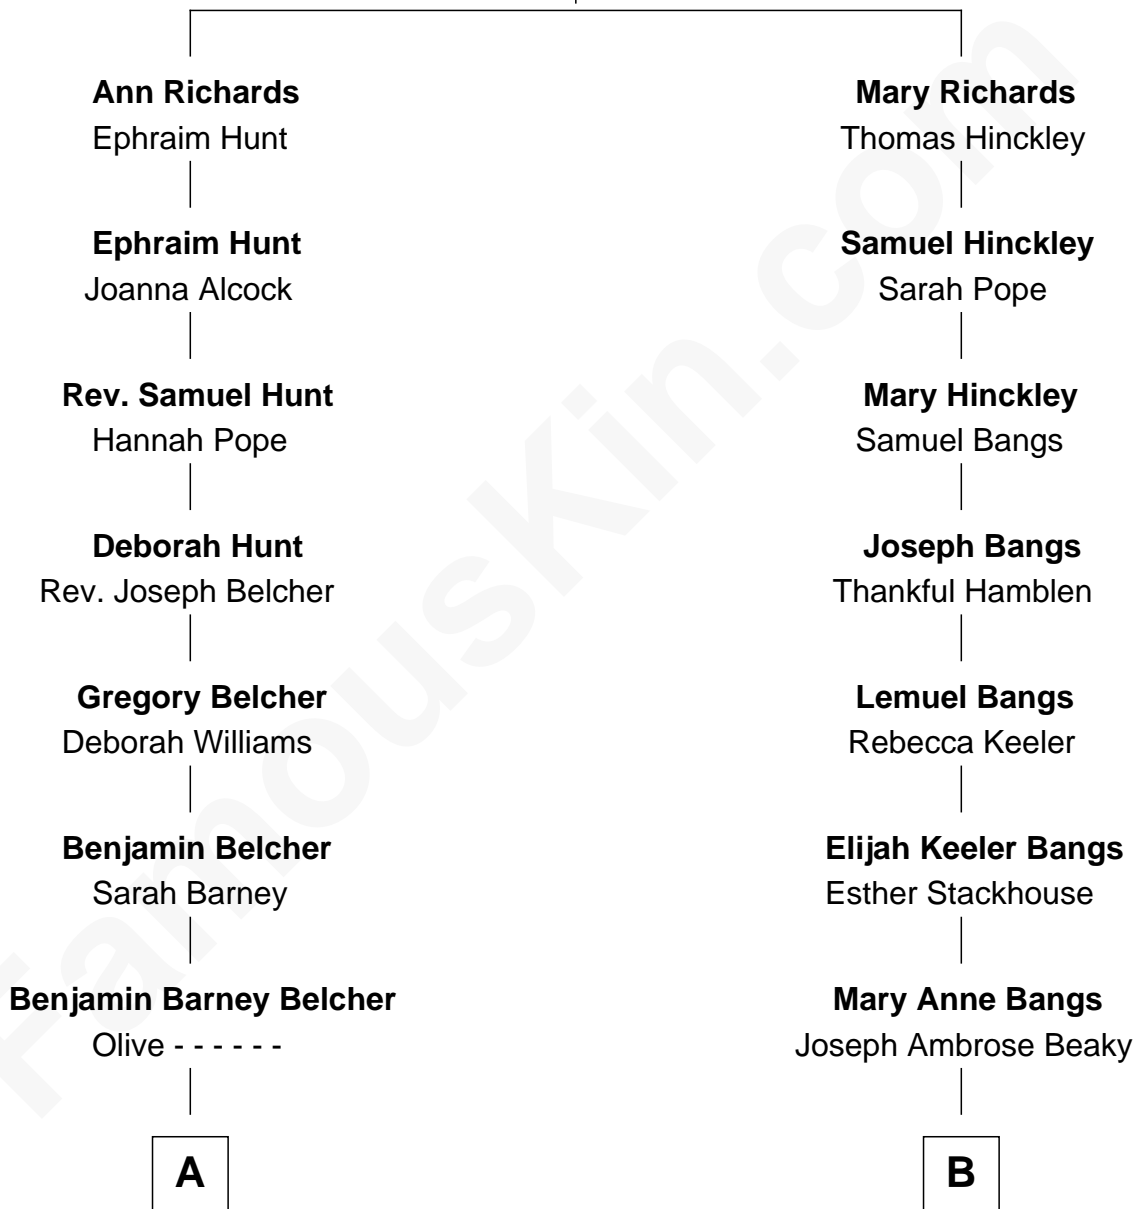 Ann Richards
Ephraim Hunt
Ephraim Hunt
Joanna Alcock
Rev. Samuel Hunt
Hannah Pope
Deborah Hunt
Rev. Joseph Belcher
Gregory Belcher
Deborah Williams
Benjamin Belcher
Sarah Barney
Benjamin Barney Belcher
Olive - - - - - -
A
Mary Richards
Thomas Hinckley
Samuel Hinckley
Sarah Pope
Mary Hinckley
Samuel Bangs
Joseph Bangs
Thankful Hamblen
Lemuel Bangs
Rebecca Keeler
Elijah Keeler Bangs
Esther Stackhouse
Mary Anne Bangs
Joseph Ambrose Beaky
B
FamousKin.com